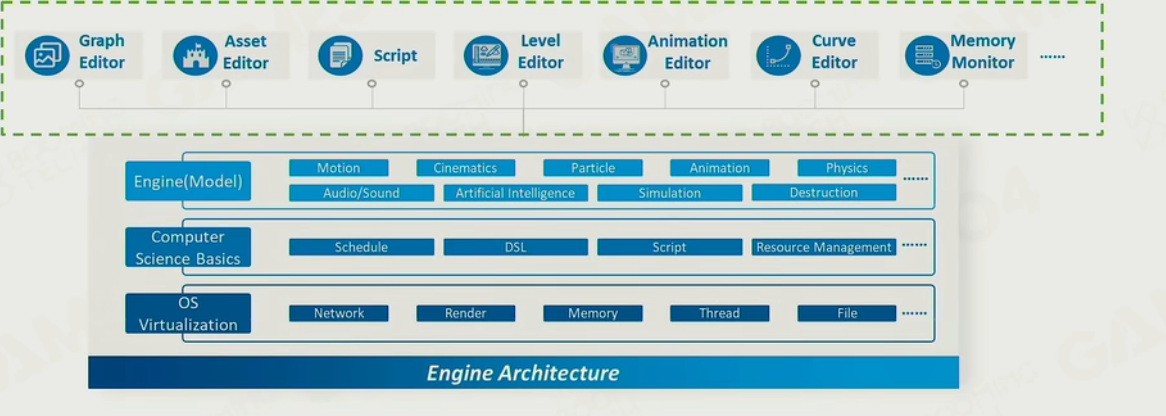 Graph
Editor
Asset
Editor
Script
Level
Editor
Animation
Editor
Curve
Editor
Memory
Monitor
......
Engine(Model)
Motion
Cinematics
Particle
Animation
Physics
......
Audio/Sound
Artificial Intelligence
Simulation
Destruction
Computer
Science Basics
Schedule
DSL
Script
Resource Management
......
OS
Virtualization
Network
Render
Memory
Thread
File
......
Engine Architecture